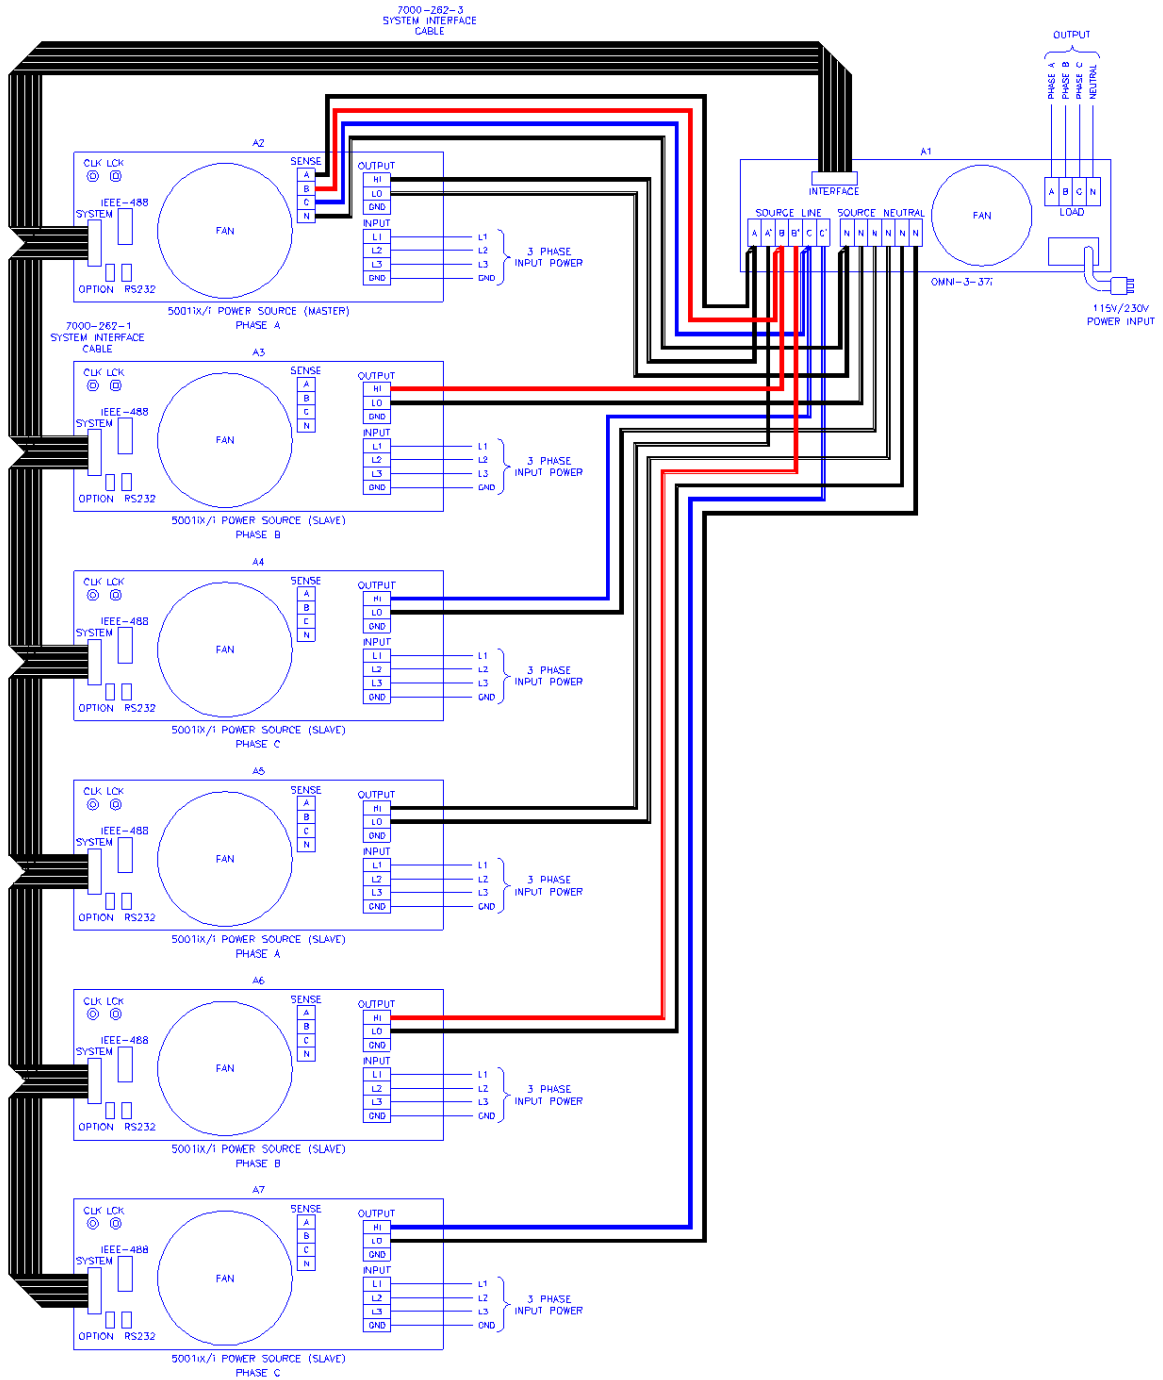 7000-262-3
SYSTEM INTERFACE
CABLE
OUTPUT
PHASE A
PHASE B
PHASE C
NEUTRAL
A1
INTERFACE
FAN
A B C N
LOAD
SOURCE LINE
SOURCE NEUTRAL
A A' B B' C C'
N N N N N N
OMNI-3-37i
115V/230V
POWER INPUT
A2
CLK LCK
SENSE
A
B
C
N
OUTPUT
HI
LO
GND
IEEE-488
SYSTEM
FAN
INPUT
L1 L1
L2 L2
L3 L3
GND GND
3 PHASE
INPUT POWER
OPTION RS232
5001iX/i POWER SOURCE (MASTER)
PHASE A
7000-262-1
SYSTEM INTERFACE
CABLE
A3
CLK LCK
SENSE
A
B
C
N
OUTPUT
HI
LO
GND
IEEE-488
SYSTEM
FAN
INPUT
L1 L1
L2 L2
L3 L3
GND GND
3 PHASE
INPUT POWER
OPTION RS232
5001iX/i POWER SOURCE (SLAVE)
PHASE B
A4
CLK LCK
SENSE
A
B
C
N
OUTPUT
HI
LO
GND
IEEE-488
SYSTEM
FAN
INPUT
L1 L1
L2 L2
L3 L3
GND GND
3 PHASE
INPUT POWER
OPTION RS232
5001iX/i POWER SOURCE (SLAVE)
PHASE C
A5
CLK LCK
SENSE
A
B
C
N
OUTPUT
HI
LO
GND
IEEE-488
SYSTEM
FAN
INPUT
L1 L1
L2 L2
L3 L3
GND GND
3 PHASE
INPUT POWER
OPTION RS232
5001iX/i POWER SOURCE (SLAVE)
PHASE A
A6
CLK LCK
SENSE
A
B
C
N
OUTPUT
HI
LO
GND
IEEE-488
SYSTEM
FAN
INPUT
L1 L1
L2 L2
L3 L3
GND GND
3 PHASE
INPUT POWER
OPTION RS232
5001iX/i POWER SOURCE (SLAVE)
PHASE B
A7
CLK LCK
SENSE
A
B
C
N
OUTPUT
HI
LO
GND
IEEE-488
SYSTEM
FAN
INPUT
L1 L1
L2 L2
L3 L3
GND GND
3 PHASE
INPUT POWER
OPTION RS232
5001iX/i POWER SOURCE (SLAVE)
PHASE C